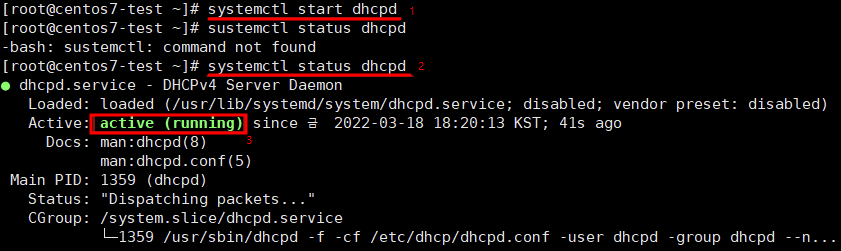 [root@centos7-test ~]# systemctl start dhcpd 1
[root@centos7-test ~]# sustemctl status dhcpd
-bash: sustemctl: command not found
[root@centos7-test ~]# systemctl status dhcpd 2
● dhcpd.service - DHCPv4 Server Daemon
Loaded: loaded (/usr/lib/systemd/system/dhcpd.service; disabled; vendor preset: disabled)
Active: active (running) since 금 2022-03-18 18:20:13 KST; 41s ago
3
Docs: man:dhcpd(8)
man:dhcpd.conf(5)
Main PID: 1359 (dhcpd)
Status: "Dispatching packets..."
CGroup: /system.slice/dhcpd.service
└─1359 /usr/sbin/dhcpd -f -cf /etc/dhcp/dhcpd.conf -user dhcpd -group dhcpd --n...